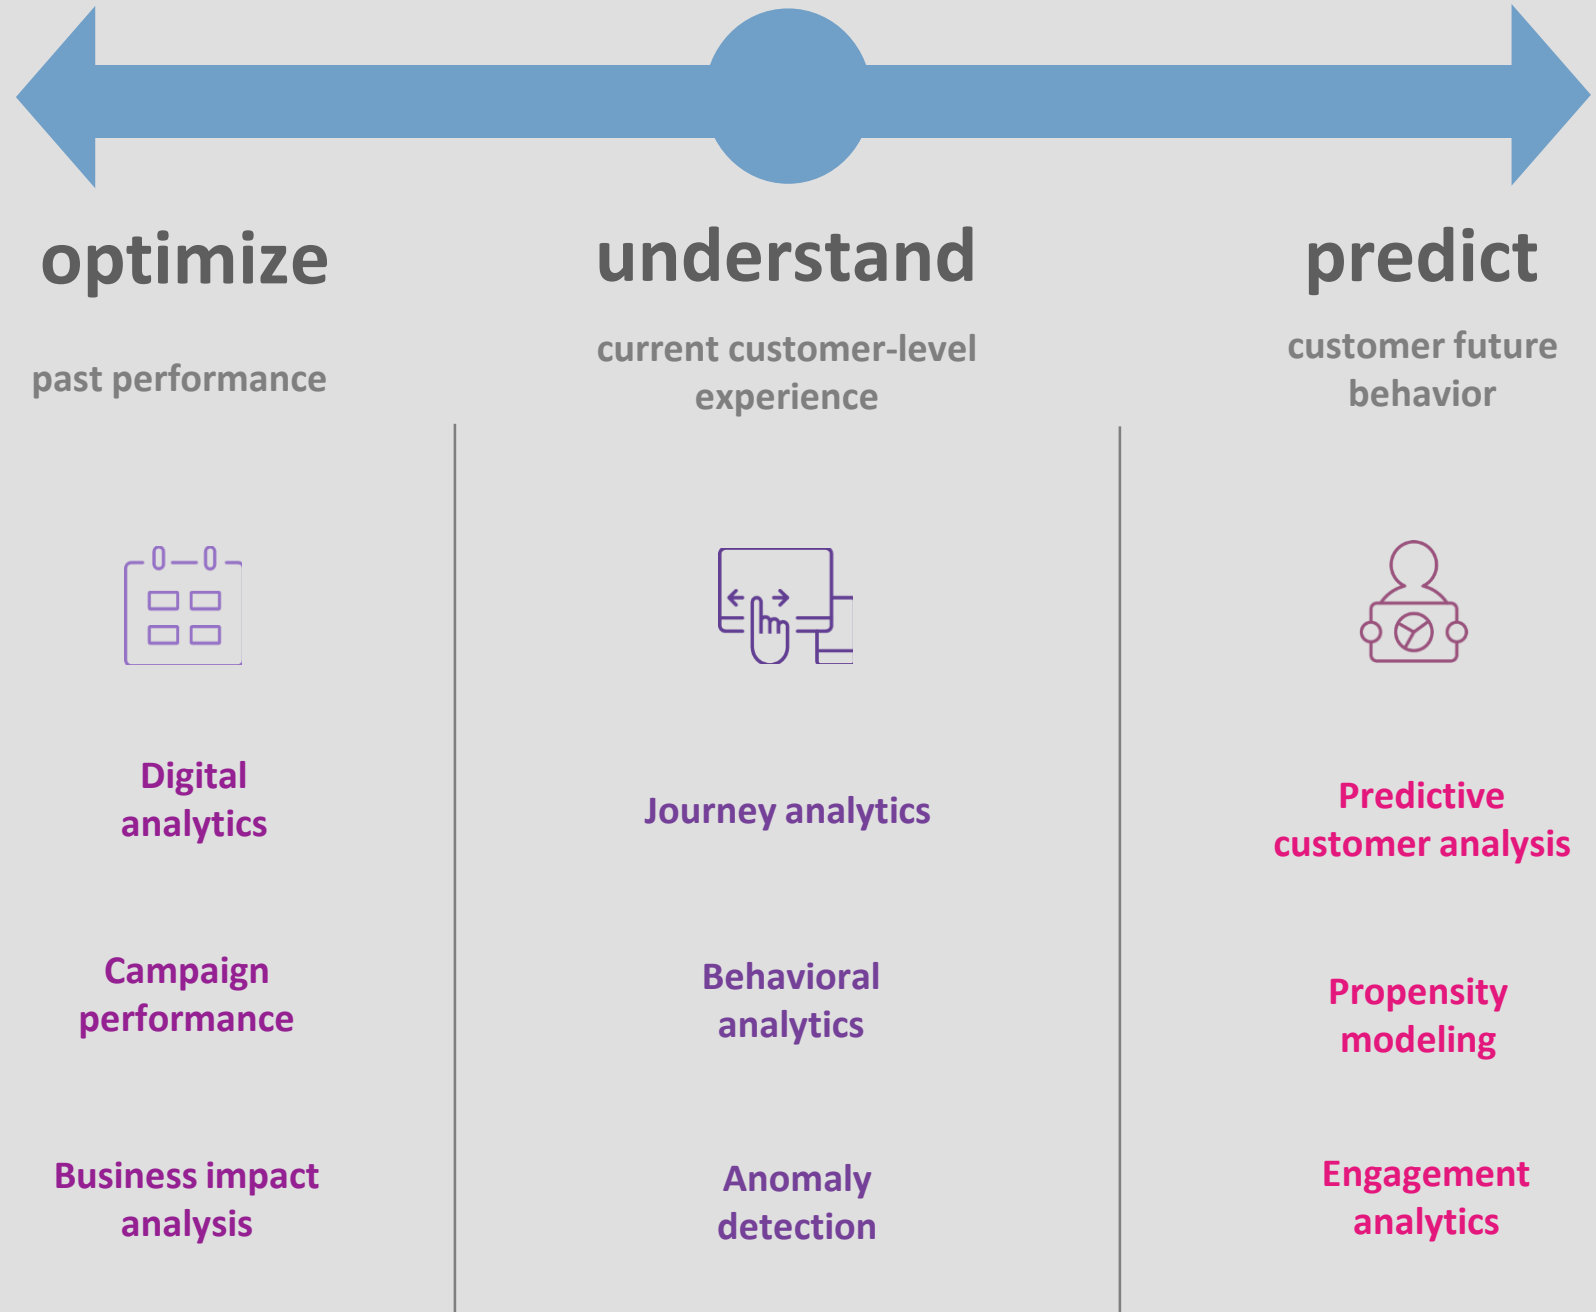 optimize
past performance
Digital
analytics
Campaign
performance
Business impact
analysis
understand
current customer-level
experience
Journey analytics
Behavioral
analytics
Anomaly
detection
predict
customer future
behavior
Predictive
customer analysis
Propensity
modeling
Engagement
analytics